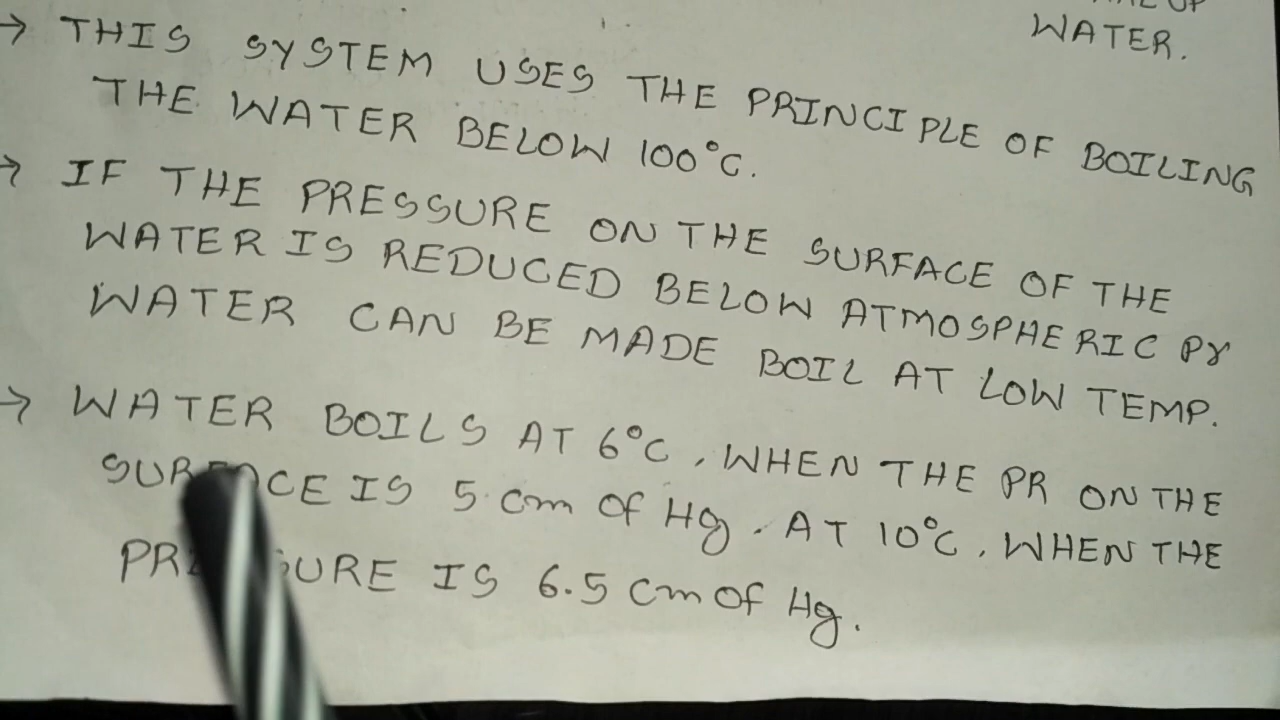 WATER.
→ THIS SYSTEM USES THE PRINCIPLE OF BOILING
THE WATER BELOW 100°C.
→ IF THE PRESSURE ON THE SURFACE OF THE
WATER IS REDUCED BELOW ATMOSPHERIC Pr
WATER CAN BE MADE BOIL AT LOW TEMP.
→ WATER BOILS AT 6°C, WHEN THE PR ON THE
SURFACE IS 5 cm of Hg. AT 10°C, WHEN THE
PRESSURE IS 6.5 cm of Hg.